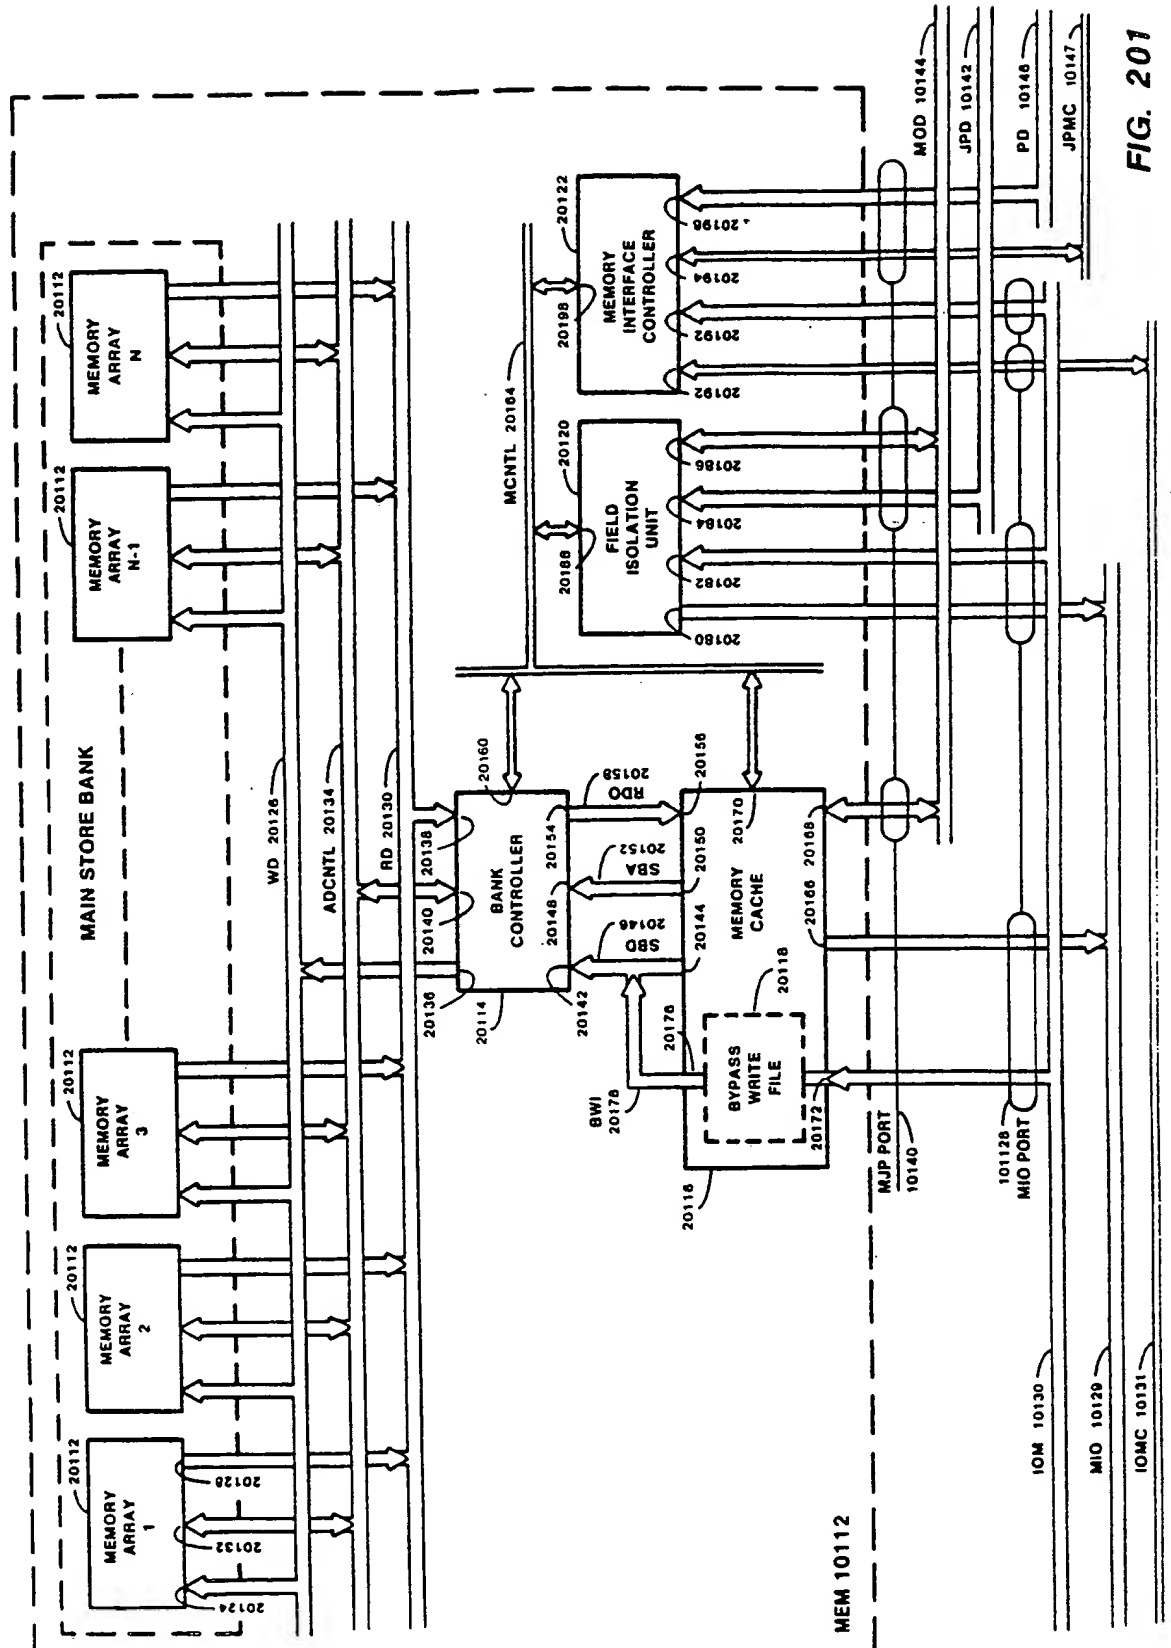 MAIN STORE BANK
MEMORY
ARRAY
1
20112
MEMORY
ARRAY
2
20112
MEMORY
ARRAY
3
20112
MEMORY
ARRAY
N-1
20112
MEMORY
ARRAY
N
20112
20124
20132
20128
WD 20126
ADCNTL 20134
RD 20130
20136
20140
20138
20114
BANK
CONTROLLER
20160
20142
20148
20154
SBD
20146
SBA
20152
RDO
20158
20144
20150
20156
BWI
20178
20176
20118
BYPASS
WRITE
FILE
MEMORY
CACHE
20116
20172
20166
20168
20170
MCNTL 20164
20120
FIELD
ISOLATION
UNIT
20188
20180
20182
20184
20186
20122
MEMORY
INTERFACE
CONTROLLER
20198
20192
20192
20194
20196
MEM 10112
MJP PORT
10140
101128
MIO PORT
MOD 10144
JPD 10142
PD 10146
JPMC 10147
IOM 10130
MIO 10129
IOMC 10131
FIG. 201